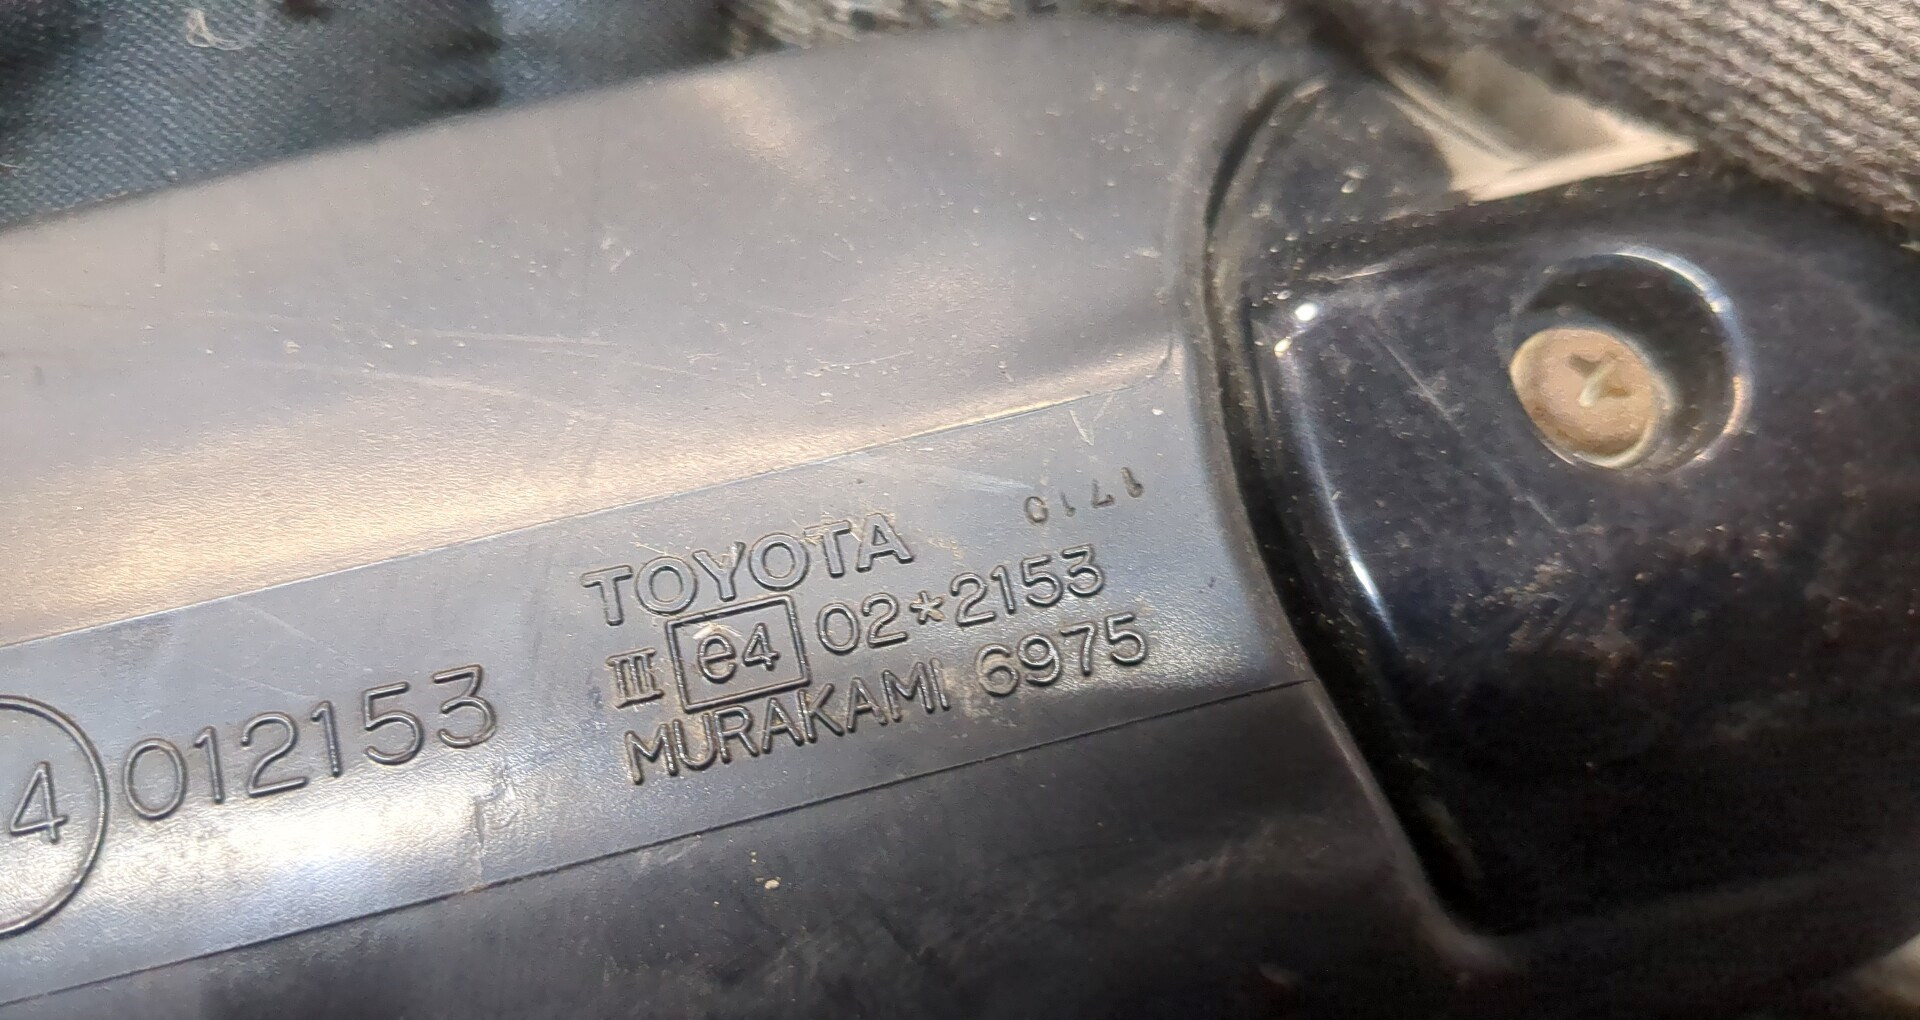 1710
TOYOTA
III e4 02*2153
MURAKAMI 6975
4 012153